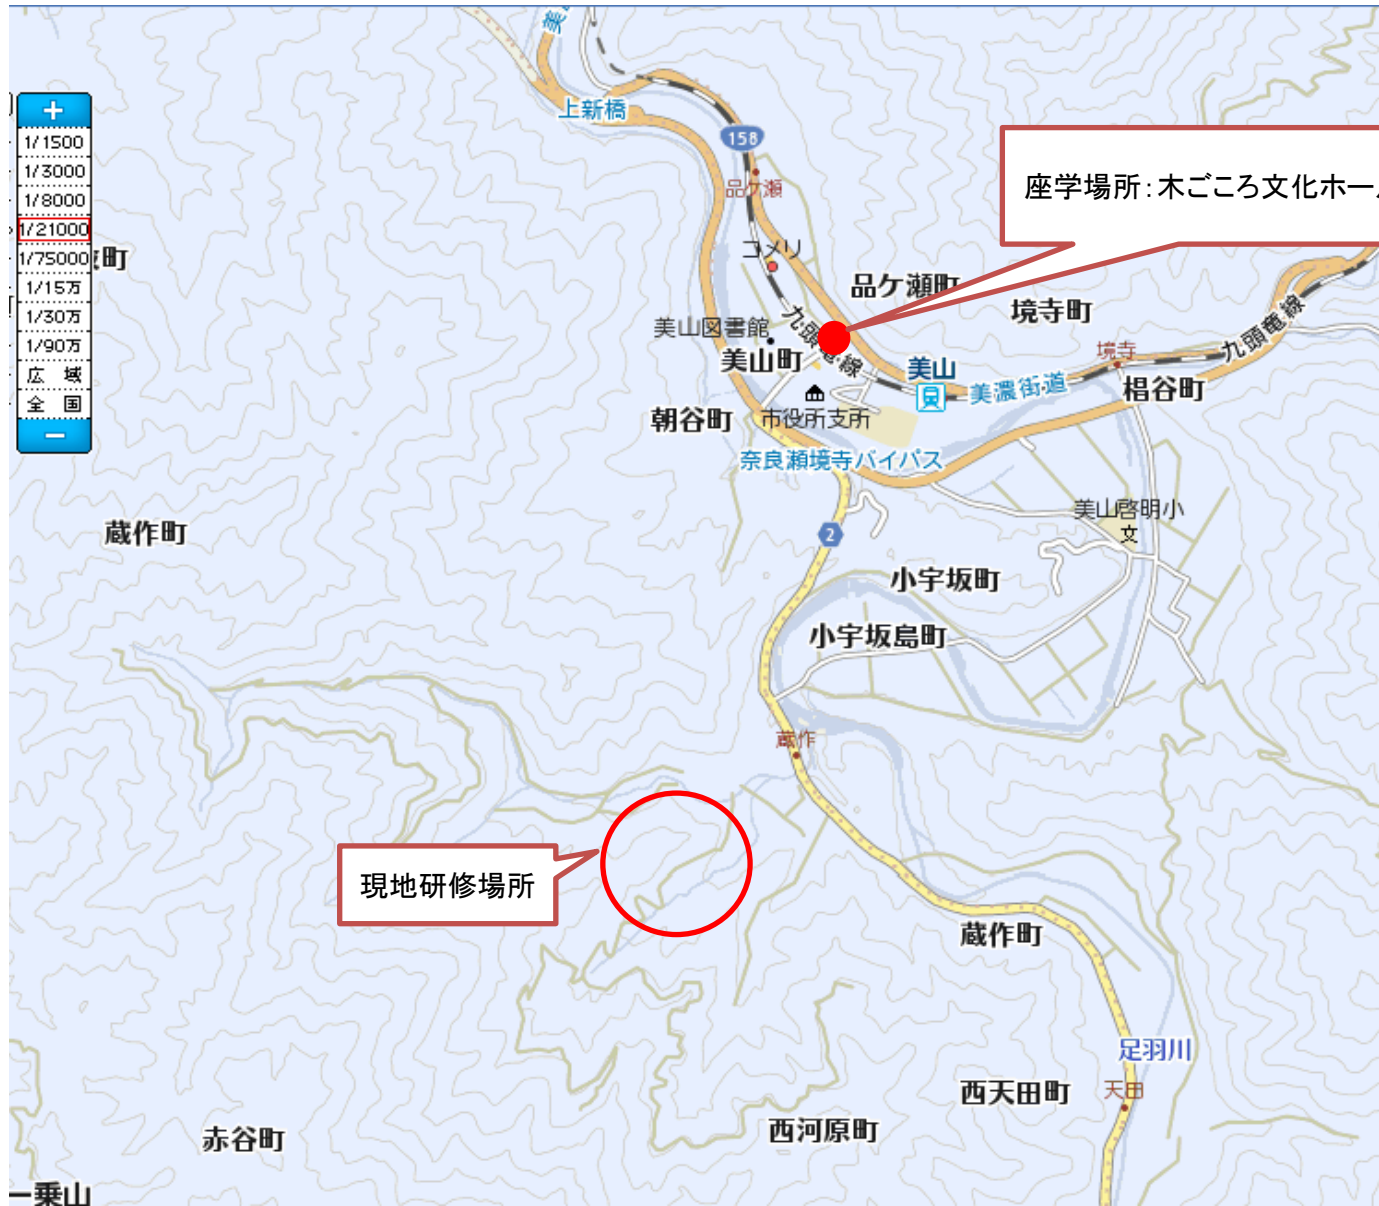 上新橋
158
品ケ瀬
コメリ
座学場所：木ごころ文化ホー
品ケ瀬町
境寺町
美山図書館
美山町
九頭竜線
九頭竜線
境寺
美山
美濃街道
椙谷町
朝谷町
市役所支所
奈良瀬境寺バイパス
美山啓明小
文
2
蔵作町
小宇坂町
小宇坂島町
蔵作
現地研修場所
蔵作町
足羽川
西天田町
天田
西河原町
赤谷町
一乗山
町
+
1/1500
1/3000
1/8000
1/21000
1/75000
1/15万
1/30万
1/90万
広 域
全 国
－